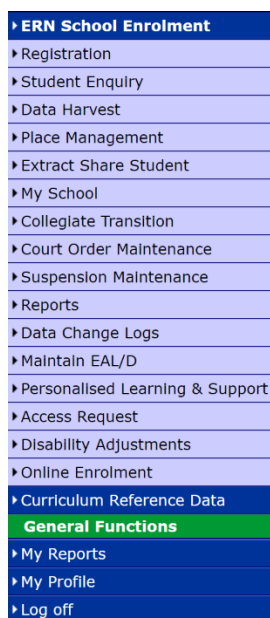 ERN School Enrolment
Registration
Student Enquiry
Data Harvest
Place Management
Extract Share Student
My School
Collegiate Transition
Court Order Maintenance
Suspension Maintenance
Reports
Data Change Logs
Maintain EAL/D
Personalised Learning & Support
Access Request
Disability Adjustments
Online Enrolment
Curriculum Reference Data
General Functions
My Reports
My Profile
Log off